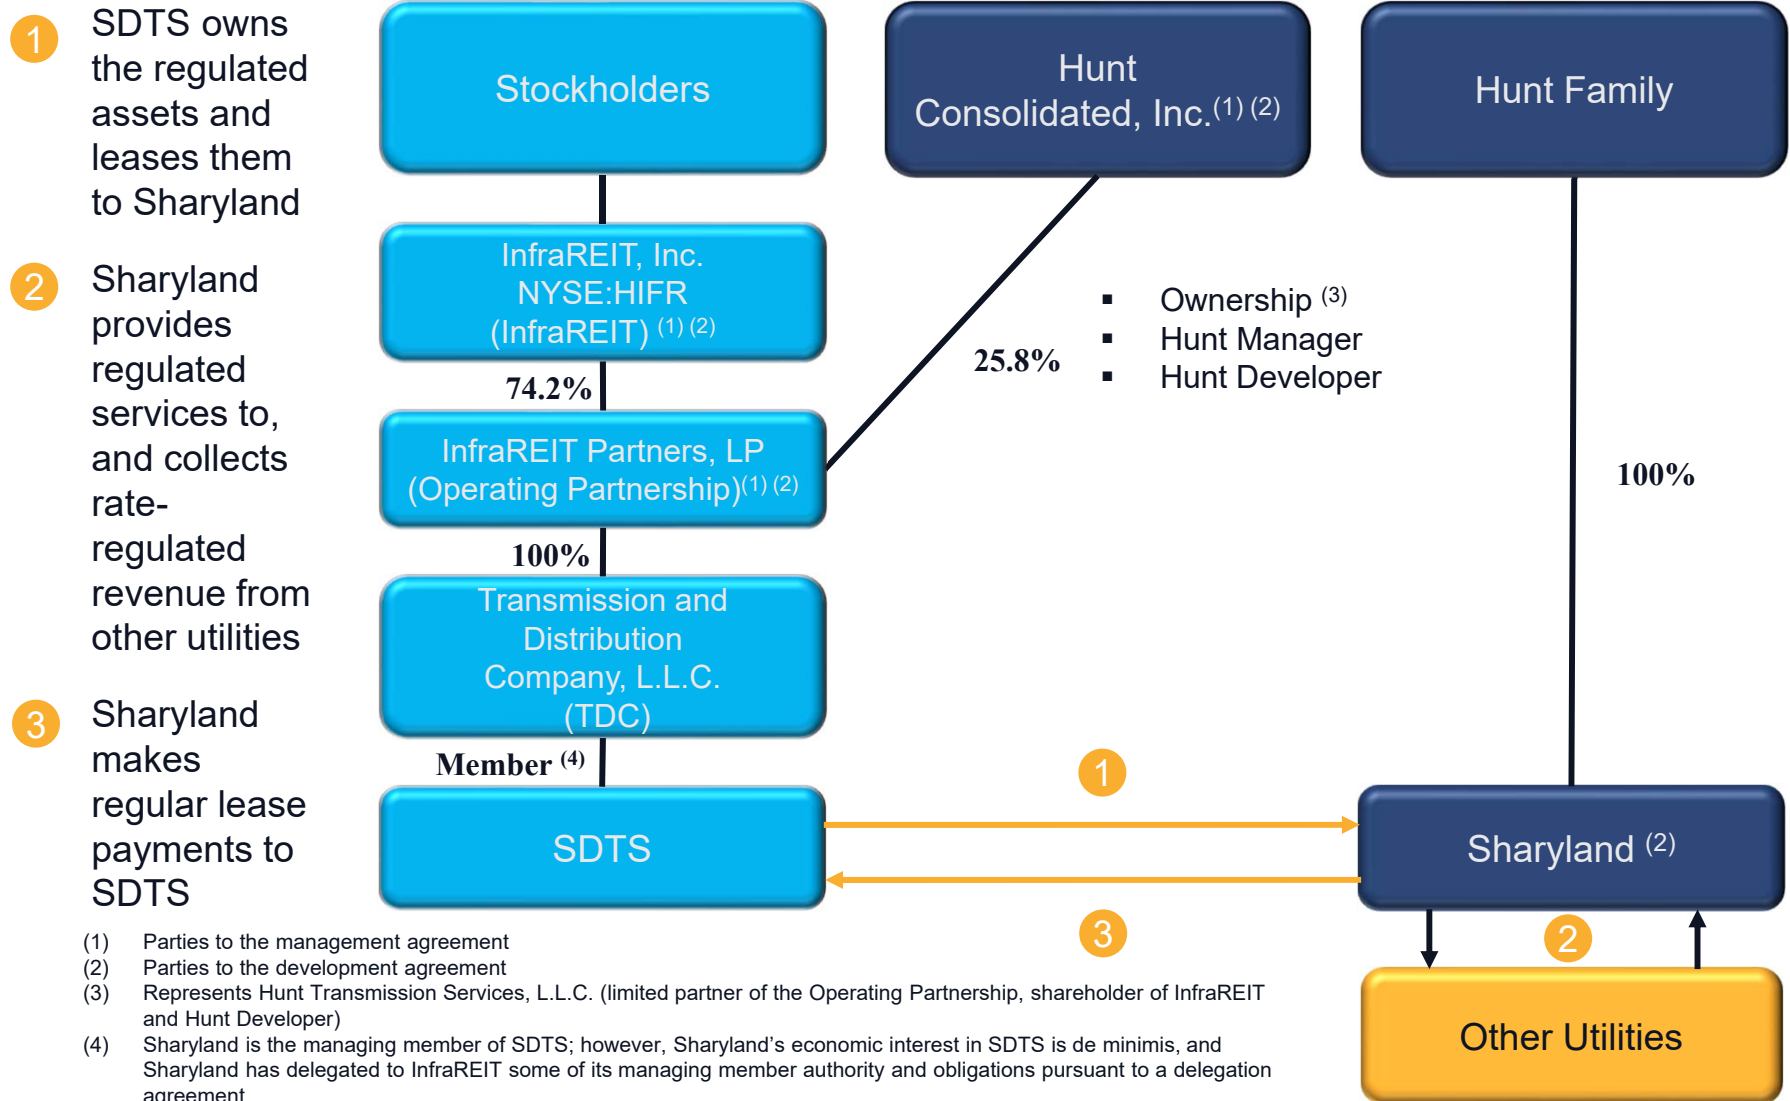 1
SDTS owns
the regulated
assets and
leases them
to Sharyland
2
Sharyland
provides
regulated
services to,
and collects
rate-
regulated
revenue from
other utilities
3
Sharyland
makes
regular lease
payments to
SDTS
Stockholders
Hunt
Consolidated, Inc.(1) (2)
Hunt Family
InfraREIT, Inc.
NYSE:HIFR
(InfraREIT) (1) (2)
▪ Ownership (3)
▪ Hunt Manager
▪ Hunt Developer
25.8%
74.2%
InfraREIT Partners, LP
(Operating Partnership)(1) (2)
100%
100%
Transmission and
Distribution
Company, L.L.C.
(TDC)
Member (4)
1
SDTS
Sharyland (2)
3
2
Other Utilities
(1) Parties to the management agreement
(2) Parties to the development agreement
(3) Represents Hunt Transmission Services, L.L.C. (limited partner of the Operating Partnership, shareholder of InfraREIT
and Hunt Developer)
(4) Sharyland is the managing member of SDTS; however, Sharyland’s economic interest in SDTS is de minimis, and
Sharyland has delegated to InfraREIT some of its managing member authority and obligations pursuant to a delegation
agreement